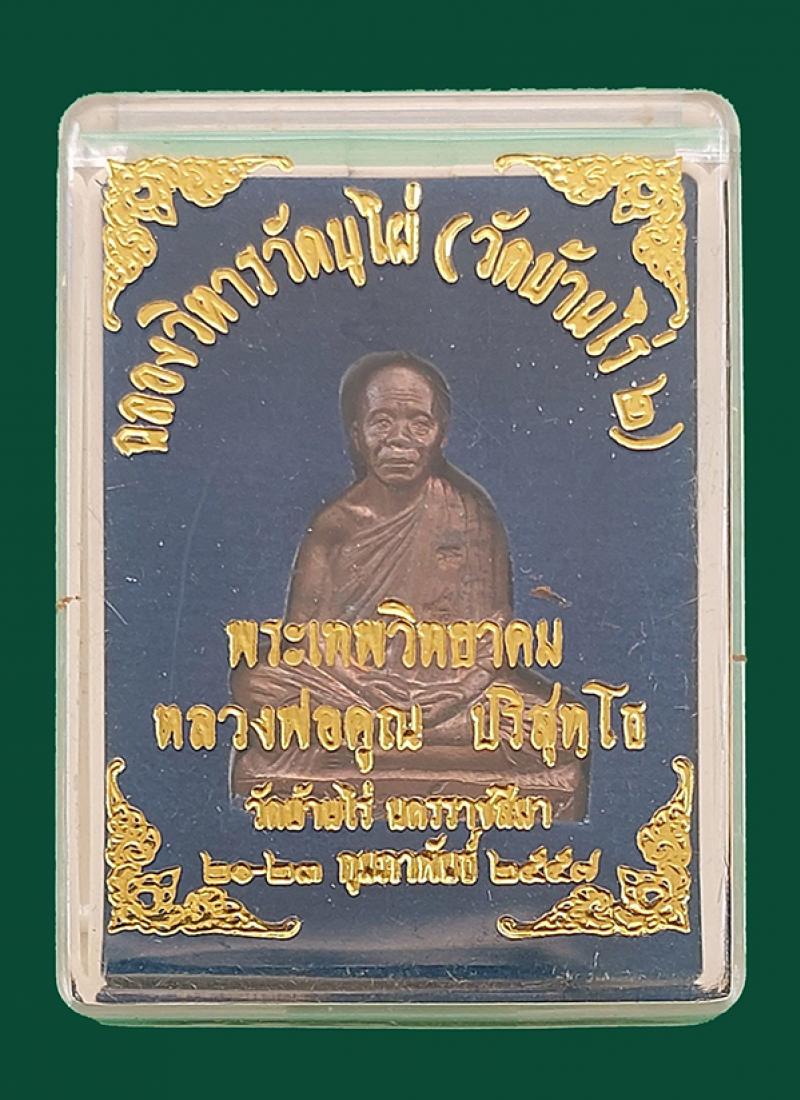 ฉลองวิหารวัดบุไผ่ (วัดบ้านไร่ ๒)
พระเทพวิทยาคม
หลวงพ่อคูณ ปริสุทฺโธ
วัดบ้านไร่ นครราชสีมา
๒๑-๒๓ กุมภาพันธ์ ๒๕๕๗